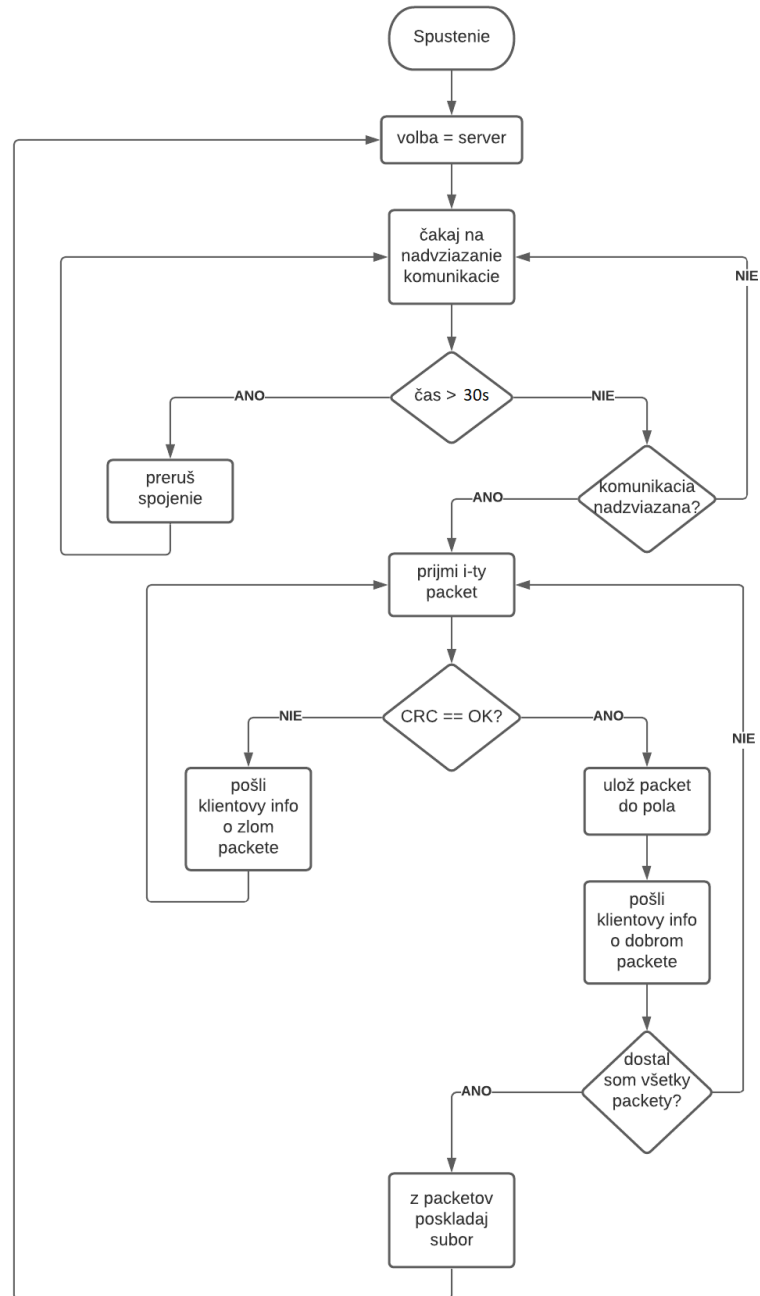 Spustenie
volba = server
čakaj na
nadvziazanie
komunikacie
NIE
čas > 30s
ANO
NIE
preruš
spojenie
komunikacia
nadzviazana?
ANO
prijmi i-ty
packet
CRC == OK?
NIE
ANO
NIE
pošli
klientovy info
o zlom
packete
ulož packet
do pola
pošli
klientovy info
o dobrom
packete
dostal
som všetky
packety?
ANO
z packetov
poskladaj
subor